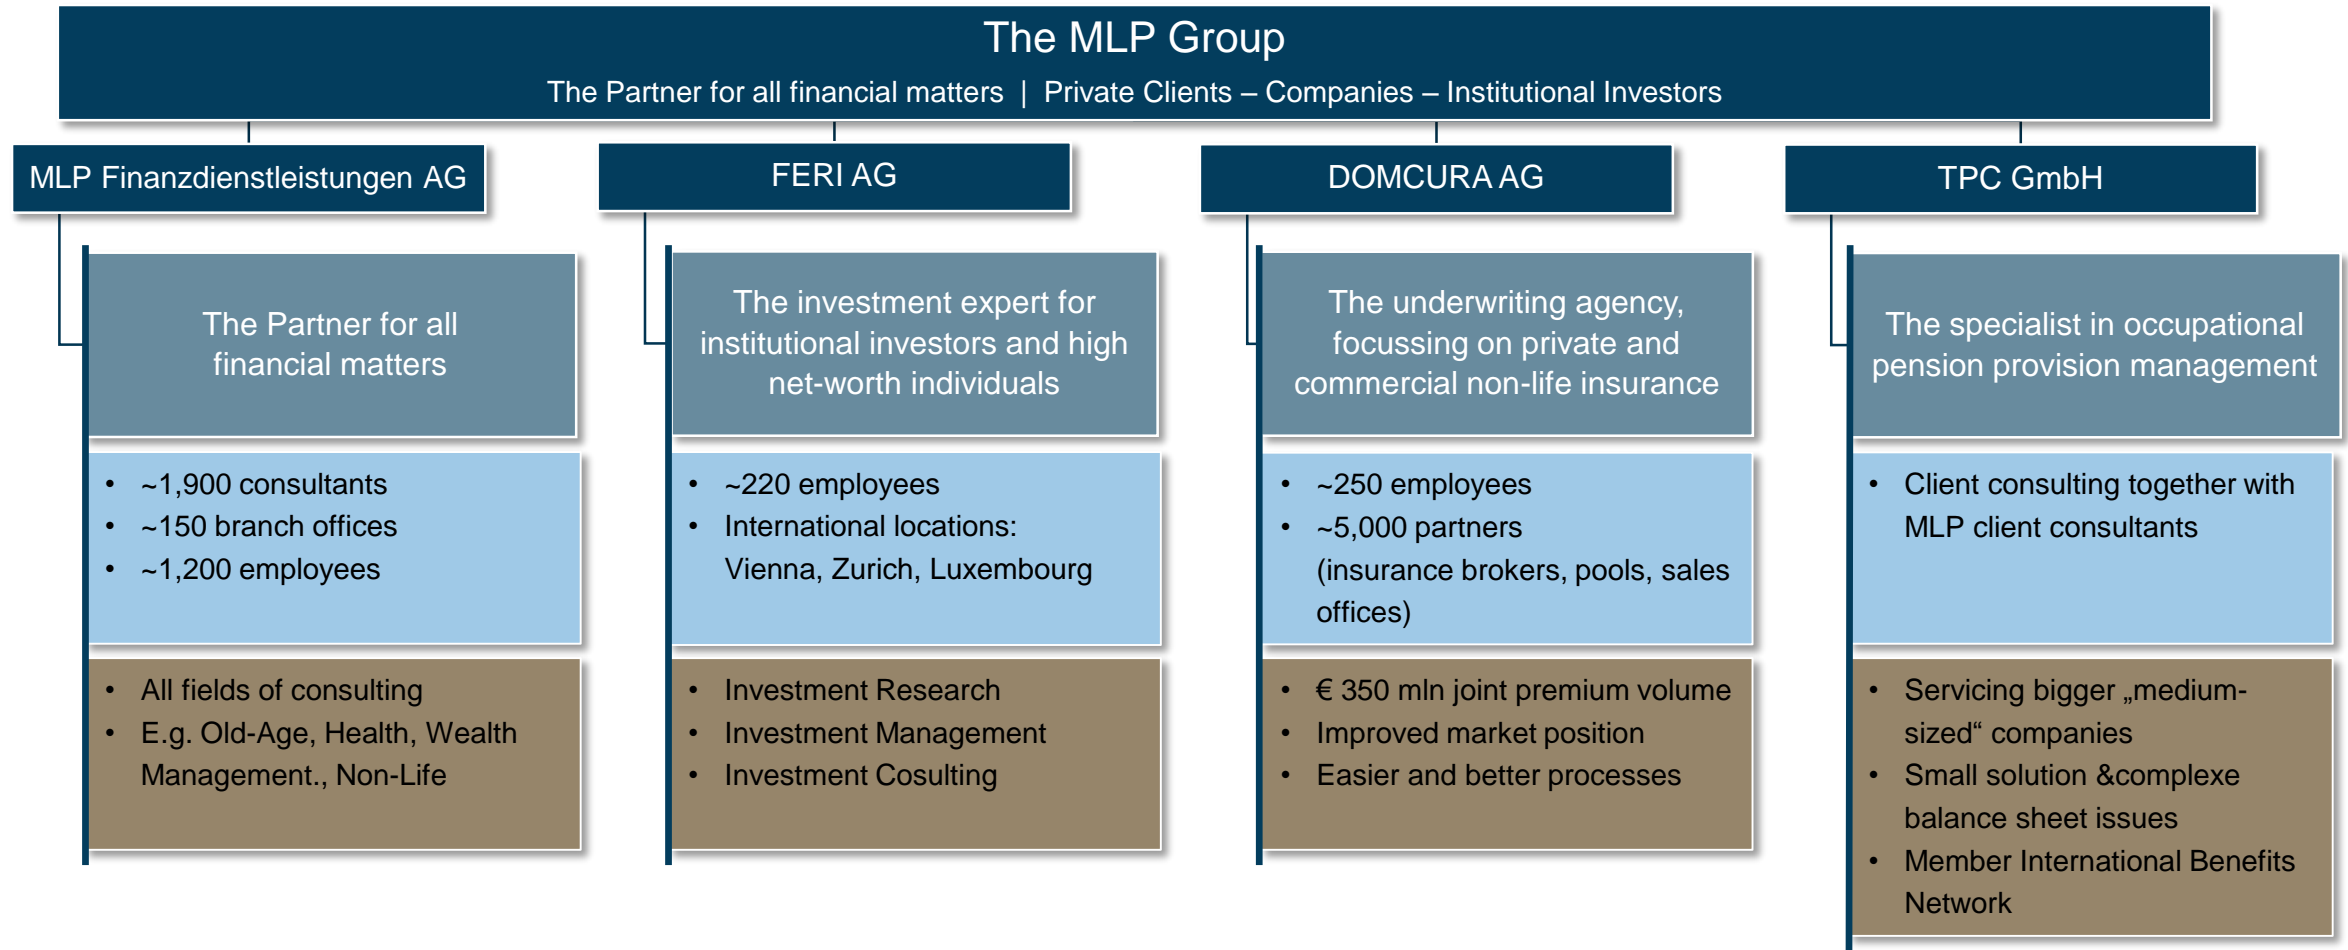 The MLP Group
The Partner for all financial matters | Private Clients – Companies – Institutional Investors
MLP Finanzdienstleistungen AG
The Partner for all
financial matters
• ~1,900 consultants
• ~150 branch offices
• ~1,200 employees
• All fields of consulting
• E.g. Old-Age, Health, Wealth
Management., Non-Life
FERI AG
The investment expert for
institutional investors and high
net-worth individuals
• ~220 employees
• International locations:
Vienna, Zurich, Luxembourg
• Investment Research
• Investment Management
• Investment Cosulting
DOMCURA AG
The underwriting agency,
focussing on private and
commercial non-life insurance
• ~250 employees
• ~5,000 partners
(insurance brokers, pools, sales
offices)
• € 350 mln joint premium volume
• Improved market position
• Easier and better processes
TPC GmbH
The specialist in occupational
pension provision management
• Client consulting together with
MLP client consultants
• Servicing bigger „medium-
sized“ companies
• Small solution &complexe
balance sheet issues
• Member International Benefits
Network